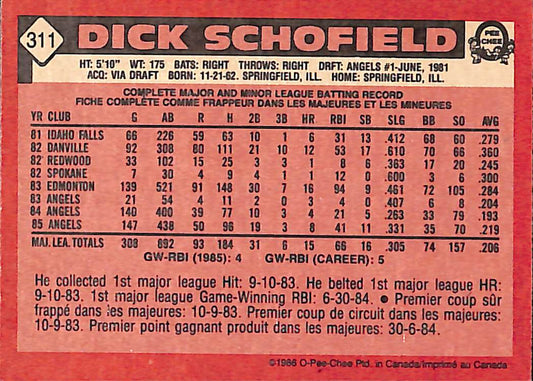 311
DICK SCHOFIELD
O
PEE
CHEE
HT: 5'10" WT: 175 BATS: RIGHT THROWS: RIGHT DRFT: ANGELS #1-JUNE, 1981
ACQ: VIA DRAFT BORN: 11-21-62. SPRINGFIELD, ILL. HOME: SPRINGFIELD, ILL.
COMPLETE MAJOR AND MINOR LEAGUE BATTING RECORD
FICHE COMPLÈTE COMME FRAPPEUR DANS LES MAJEURES ET LES MINEURES
YR CLUB G AB R H 2B 3B HR RBI SB SLG BB SO AVG
81 IDAHO FALLS 66 226 59 63 10 1 6 31 13 .412 68 60 .279
82 DANVILLE 92 308 80 111 21 10 12 53 17 .610 70 66 .360
82 REDWOOD 33 102 15 25 3 3 1 8 6 .363 17 20 .245
82 SPOKANE 7 30 4 9 4 1 1 12 0 .600 3 6 .300
83 EDMONTON 139 521 91 148 30 7 16 94 9 .461 72 105 .284
83 ANGELS 21 54 4 11 2 0 3 4 0 .407 6 8 .204
84 ANGELS 140 400 39 77 10 3 4 21 5 .263 33 79 .193
85 ANGELS 147 438 50 96 19 3 8 41 11 .331 35 70 .219
MAJ. LEA. TOTALS 308 892 93 184 31 6 15 66 16 .305 74 157 .206
GW-RBI (1985): 4 GW-RBI (CAREER): 5
He collected 1st major league Hit: 9-10-83. He belted 1st major league HR:
9-10-83. 1st major league Game-Winning RBI: 6-30-84. ● Premier coup sûr
frappé dans les majeures: 10-9-83. Premier coup de circuit dans les majeures:
10-9-83. Premier point gagnant produit dans les majeures: 30-6-84.
©1986 O-Pee-Chee Ptd. in Canada/Imprimé au Canada